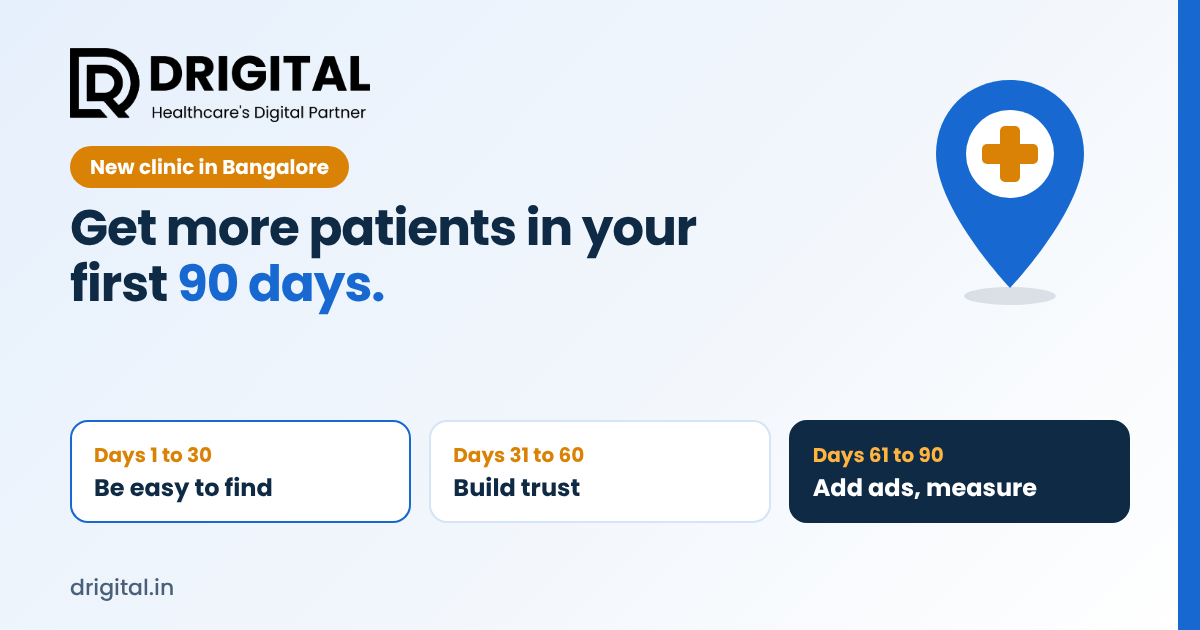 DRIGITAL
Healthcare's Digital Partner
New clinic in Bangalore
Get more patients in your
first 90 days.
Days 1 to 30
Be easy to find
Days 31 to 60
Build trust
Days 61 to 90
Add ads, measure
drigital.in